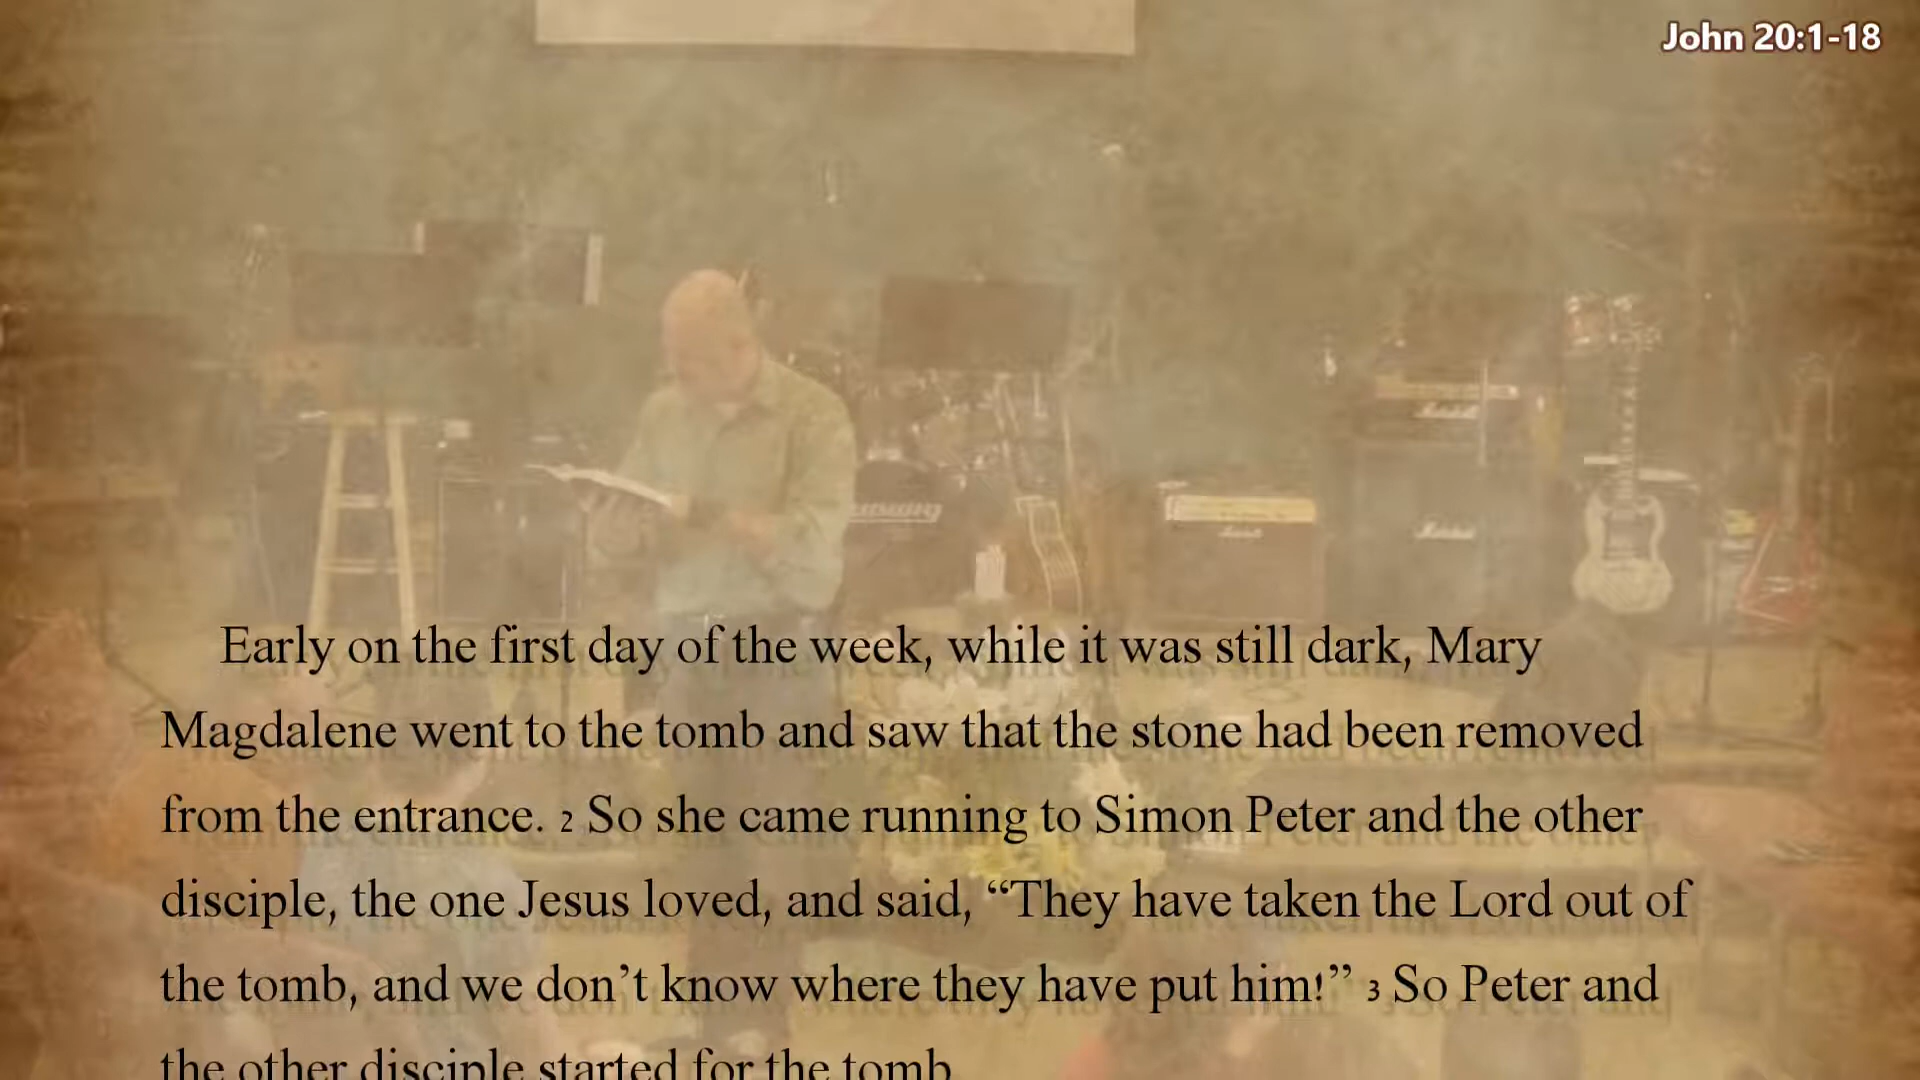 John 20:1-18
Marshall
Marshall
Early on the first day of the week, while it was still dark, Mary
Magdalene went to the tomb and saw that the stone had been removed
from the entrance. 2 So she came running to Simon Peter and the other
disciple, the one Jesus loved, and said, “They have taken the Lord out of
the tomb, and we don’t know where they have put him!” 3 So Peter and
the other disciple started for the tomb